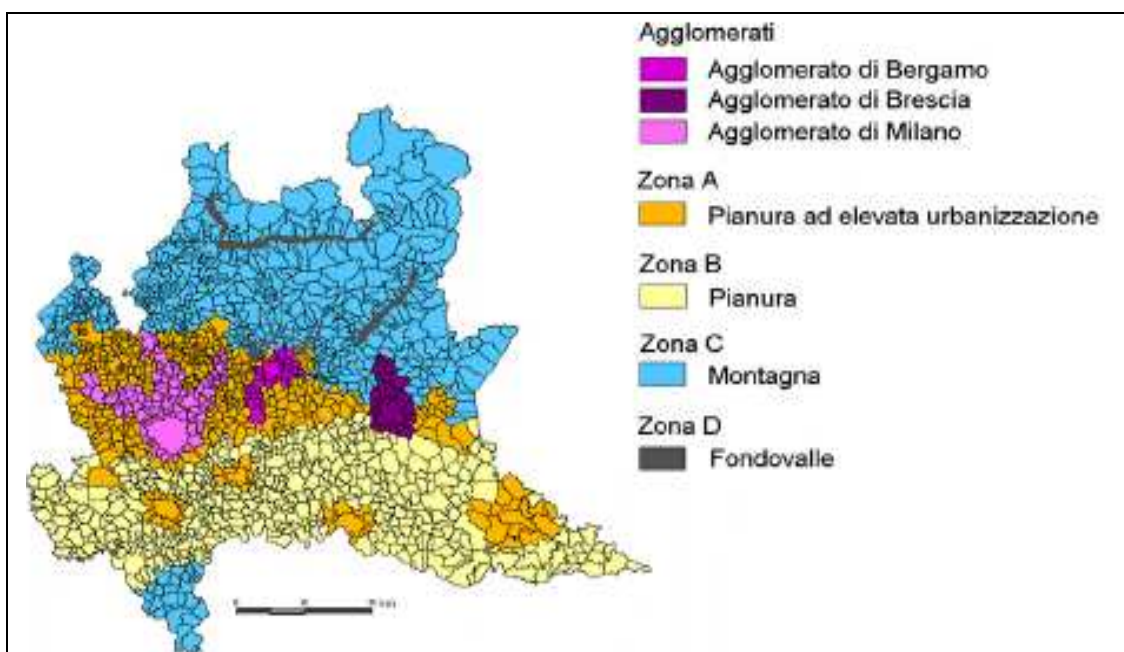 Agglomerati
Agglomerato di Bergamo
Agglomerato di Brescia
Agglomerato di Milano
Zona A
Pianura ad elevata urbanizzazione
Zona B
Pianura
Zona C
Montagna
Zona D
Fondovalle